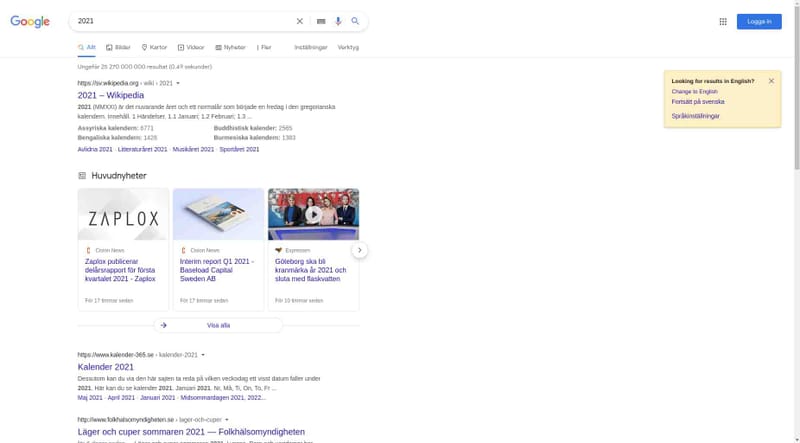 Google
2021
Logga in
Allt
Bilder
Kartor
Videor
Nyheter
Fler
Inställningar
Verktyg
Ungefär 25 270 000 000 resultat (0,49 sekunder)
https://sv.wikipedia.org › wiki › 2021
2021 – Wikipedia
2021 (MMXXI) är det nuvarande året och ett normalår som började en fredag i den gregorianska
kalendern. Innehåll. 1 Händelser. 1.1 Januari; 1.2 Februari; 1.3 ...
Assyriska kalendern: 6771
Buddhistisk kalender: 2565
Bengaliska kalendern: 1428
Burmesiska kalendern: 1383
Avlidna 2021 · Litteraturåret 2021 · Musikåret 2021 · Sportåret 2021
Looking for results in English?
Change to English
Fortsätt på svenska
Språkinställningar
Huvudnyheter
ZAPLOX
Cision News
Zaplox publicerar
delårsrapport för första
kvartalet 2021 - Zaplox
För 17 timmar sedan
Cision News
Interim report Q1 2021 -
Baseload Capital
Sweden AB
För 17 timmar sedan
Expressen
Göteborg ska bli
kranmärka år 2021 och
sluta med flaskvatten
För 10 timmar sedan
Visa alla
https://www.kalender-365.se › kalender-2021
Kalender 2021
Dessutom kan du via den här sajten ta reda på vilken veckodag ett visst datum faller under
2021. Här kan du se kalender 2021. Januari 2021. Nr, Må, Ti, On, To, Fr ...
Maj 2021 · April 2021 · Januari 2021 · Midsommardagen 2021, 2022...
http://www.folkhalsomyndigheten.se › lager-och-cuper
Läger och cuper sommaren 2021 — Folkhälsomyndigheten